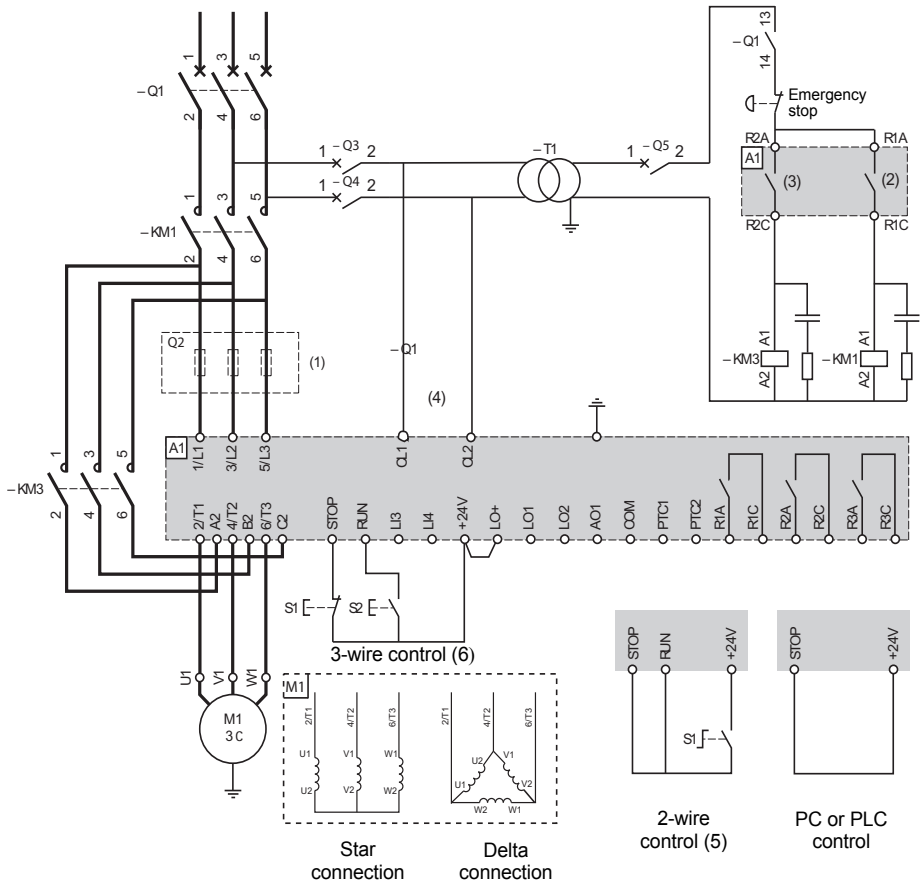 1 3 5
– Q1
2 4 6
13
– Q1
14
Emergency
stop
1 – Q3 2
1 – Q4 2
– T1
1 – Q5 2
R2A R1A
A1
(3) (2)
R2C R1C
1 3 5
– KM1
2 4 6
Q2
(1)
– Q1
(4)
A1 A1
– KM3 – KM1
A2 A2
A1
1/L1 3/L2 5/L3 CL1 CL2
1 3 5
– KM3
2 4 6
2/T1 A2 4/T2 B2 6/T3 C2 STOP RUN LI3 LI4 +24V LO+ LO1 LO2 AO1 COM PTC1 PTC2 R1A R1C R2A R2C R3A R3C
S1 S2
3-wire control (6)
U1 V1 W1
M1
3 C
M1
2/T1 4/T2 6/T3 2/T1 4/T2 6/T3
U1 V1 W1
U2 V2 W2
U2 V1
U1 V2
W2 W1
Star
connection
Delta
connection
STOP RUN +24V
S1
2-wire
control (5)
STOP +24V
PC or PLC
control